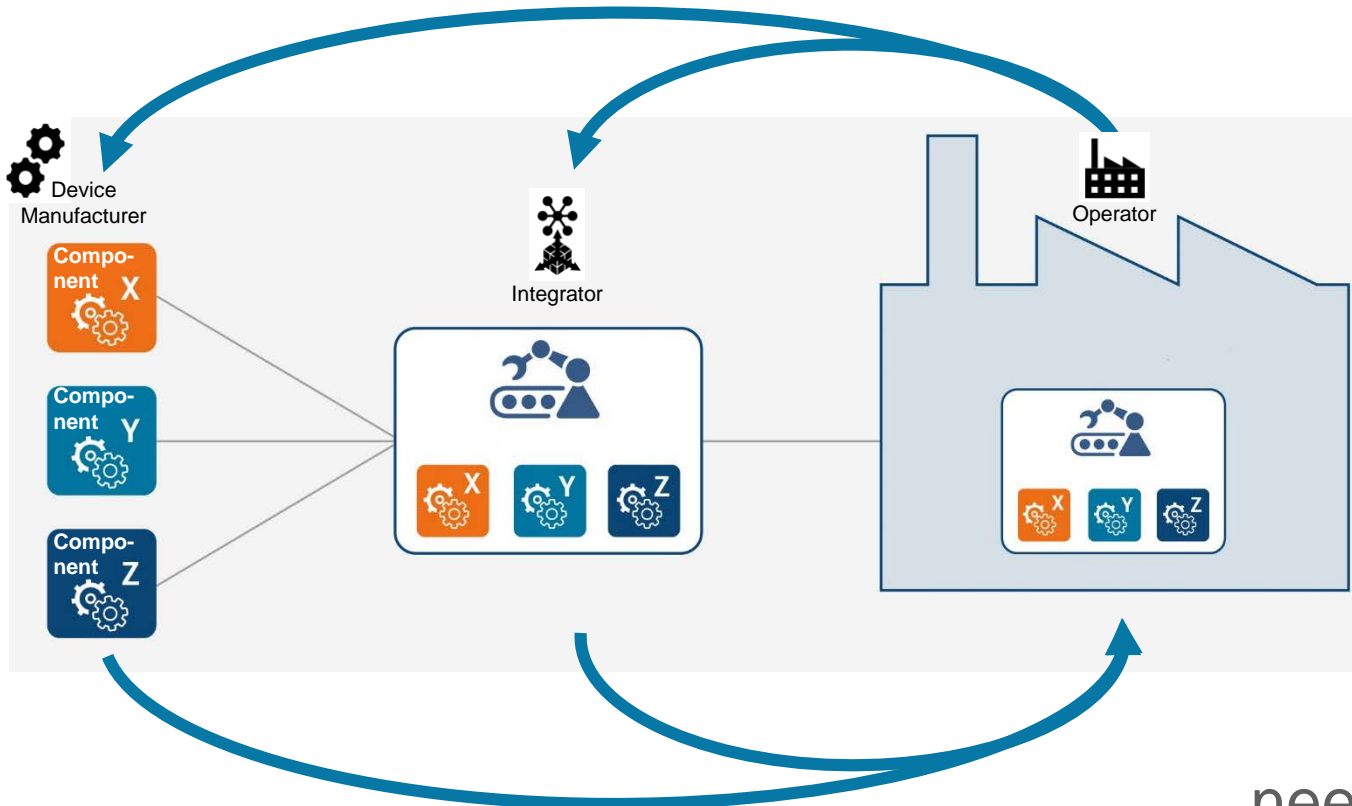 Device
Manufacturer
Operator
Integrator
Compo-
nent
X
Compo-
nent
Y
Compo-
nent
Z
X
Y
Z
X
Y
Z